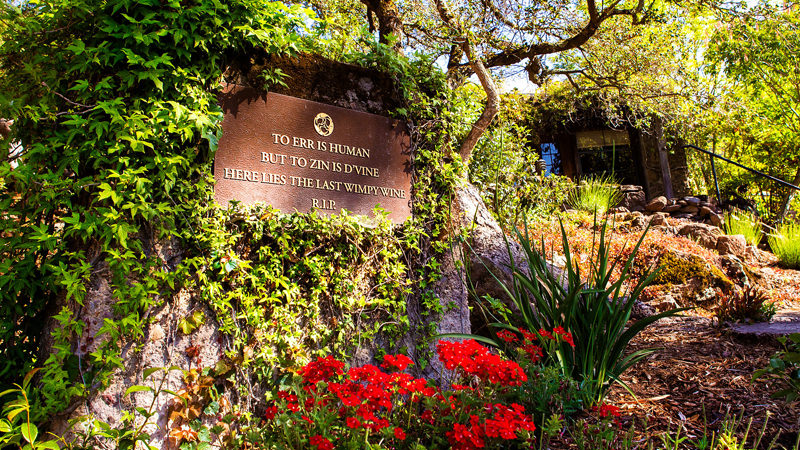 TO ERR IS HUMAN
BUT TO ZIN IS D'VINE
HERE LIES THE LAST WIMPY WINE
R.I.P.